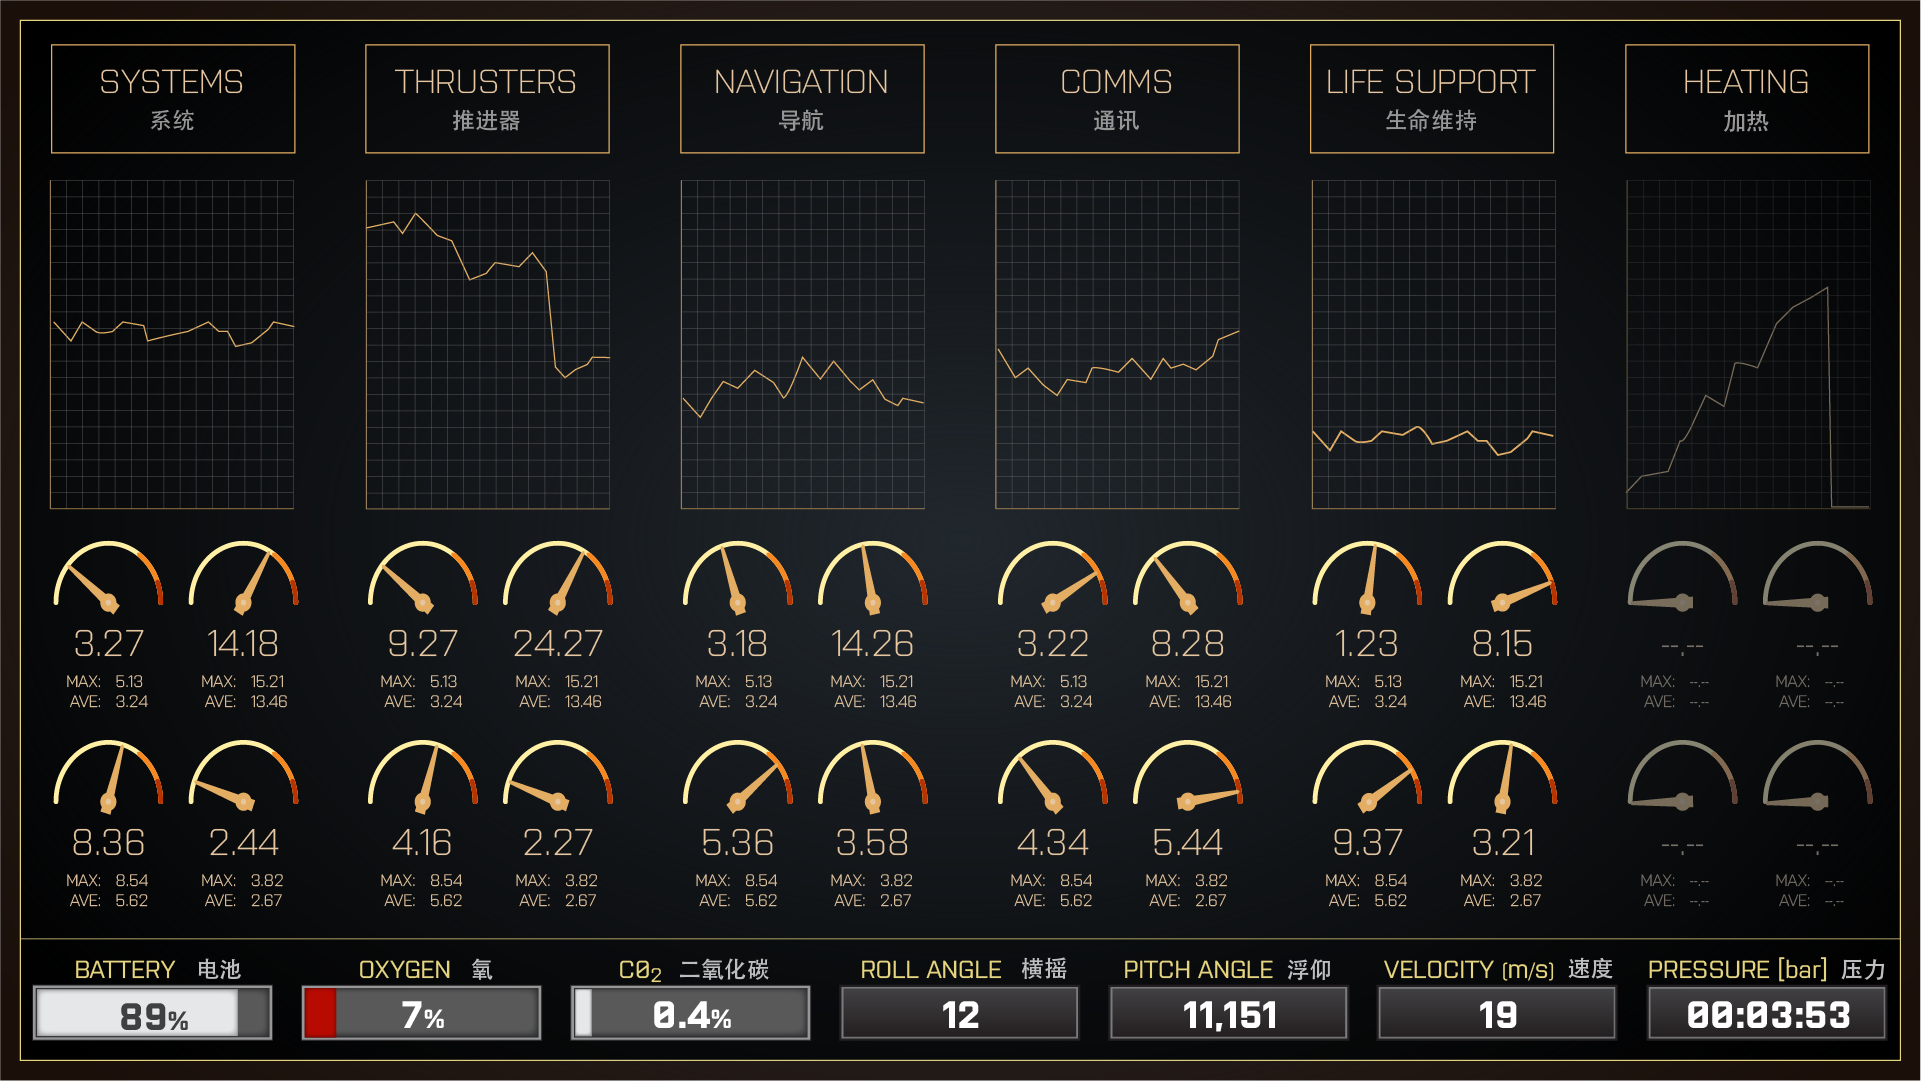 SYSTEMS
系统
THRUSTERS
推进器
NAVIGATION
导航
COMMS
通讯
LIFE SUPPORT
生命维持
HEATING
加热
3.27 14.18 9.27 24.27 3.18 14.26 3.22 8.28 1.23 8.15 --.-- --.--
MAX: 5.13 MAX: 15.21 MAX: 5.13 MAX: 15.21 MAX: 5.13 MAX: 15.21 MAX: 5.13 MAX: 15.21 MAX: 5.13 MAX: 15.21 MAX: --.-- MAX: --.--
AVE: 3.24 AVE: 13.46 AVE: 3.24 AVE: 13.46 AVE: 3.24 AVE: 13.46 AVE: 3.24 AVE: 13.46 AVE: 3.24 AVE: 13.46 AVE: --.-- AVE: --.--
8.36 2.44 4.16 2.27 5.36 3.58 4.34 5.44 9.37 3.21 --.-- --.--
MAX: 8.54 MAX: 3.82 MAX: 8.54 MAX: 3.82 MAX: 8.54 MAX: 3.82 MAX: 8.54 MAX: 3.82 MAX: 8.54 MAX: 3.82 MAX: --.-- MAX: --.--
AVE: 5.62 AVE: 2.67 AVE: 5.62 AVE: 2.67 AVE: 5.62 AVE: 2.67 AVE: 5.62 AVE: 2.67 AVE: 5.62 AVE: 2.67 AVE: --.-- AVE: --.--
BATTERY 电池
89%
OXYGEN 氧
7%
C0₂ 二氧化碳
0.4%
ROLL ANGLE 横摇
12
PITCH ANGLE 浮仰
11,151
VELOCITY (m/s) 速度
19
PRESSURE [bar] 压力
00:03:53